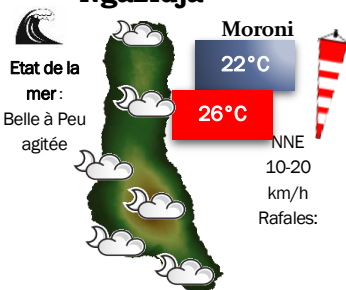 Moroni
22°C
Etat de la
mer :
Belle à Peu
agitée
26°C
NNE
10-20
km/h
Rafales: